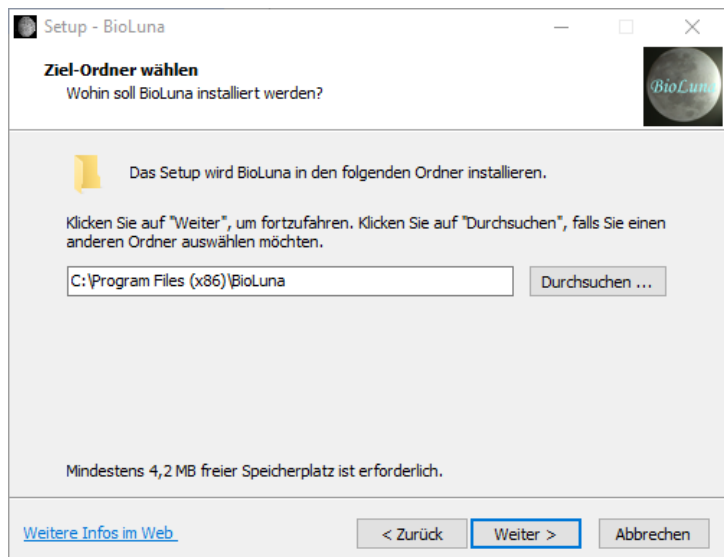 Setup - BioLuna
Ziel-Ordner wählen
Wohin soll BioLuna installiert werden?
BioLuna
Das Setup wird BioLuna in den folgenden Ordner installieren.
Klicken Sie auf "Weiter", um fortzufahren. Klicken Sie auf "Durchsuchen", falls Sie einen
anderen Ordner auswählen möchten.
C:\Program Files (x86)\BioLuna
Durchsuchen ...
Mindestens 4,2 MB freier Speicherplatz ist erforderlich.
Weitere Infos im Web
< Zurück
Weiter >
Abbrechen